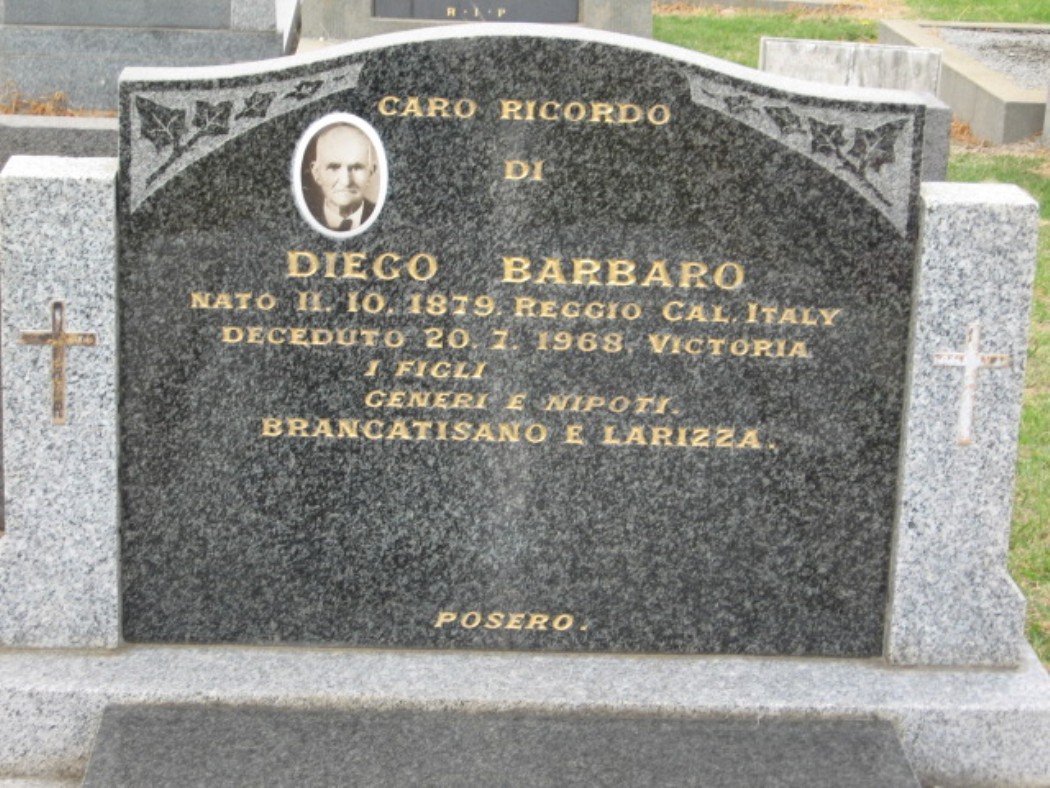 R · I · P
CARO RICORDO
DI
DIEGO BARBARO
NATO 11. 10. 1879. REGGIO CAL. ITALY
DECEDUTO 20. 7. 1968. VICTORIA
I FIGLI
GENERI E NIPOTI.
BRANCATISANO E LARIZZA.
POSERO.